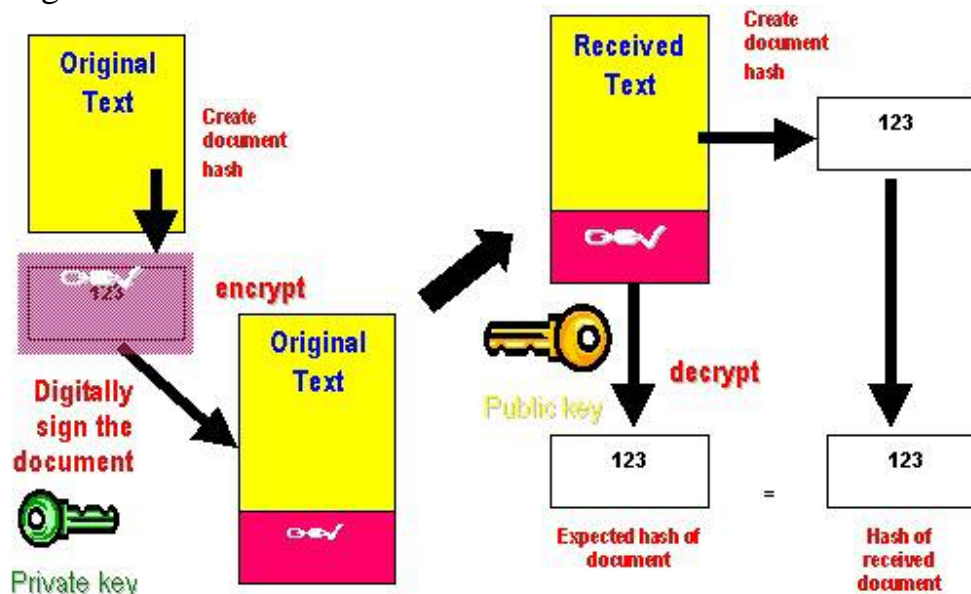 Original
Text
Create
document
hash
123
encrypt
Digitally
sign the
document
Private key
Original
Text
Received
Text
Create
document
hash
123
Public key
decrypt
123
=
123
Expected hash of
document
Hash of
received
document